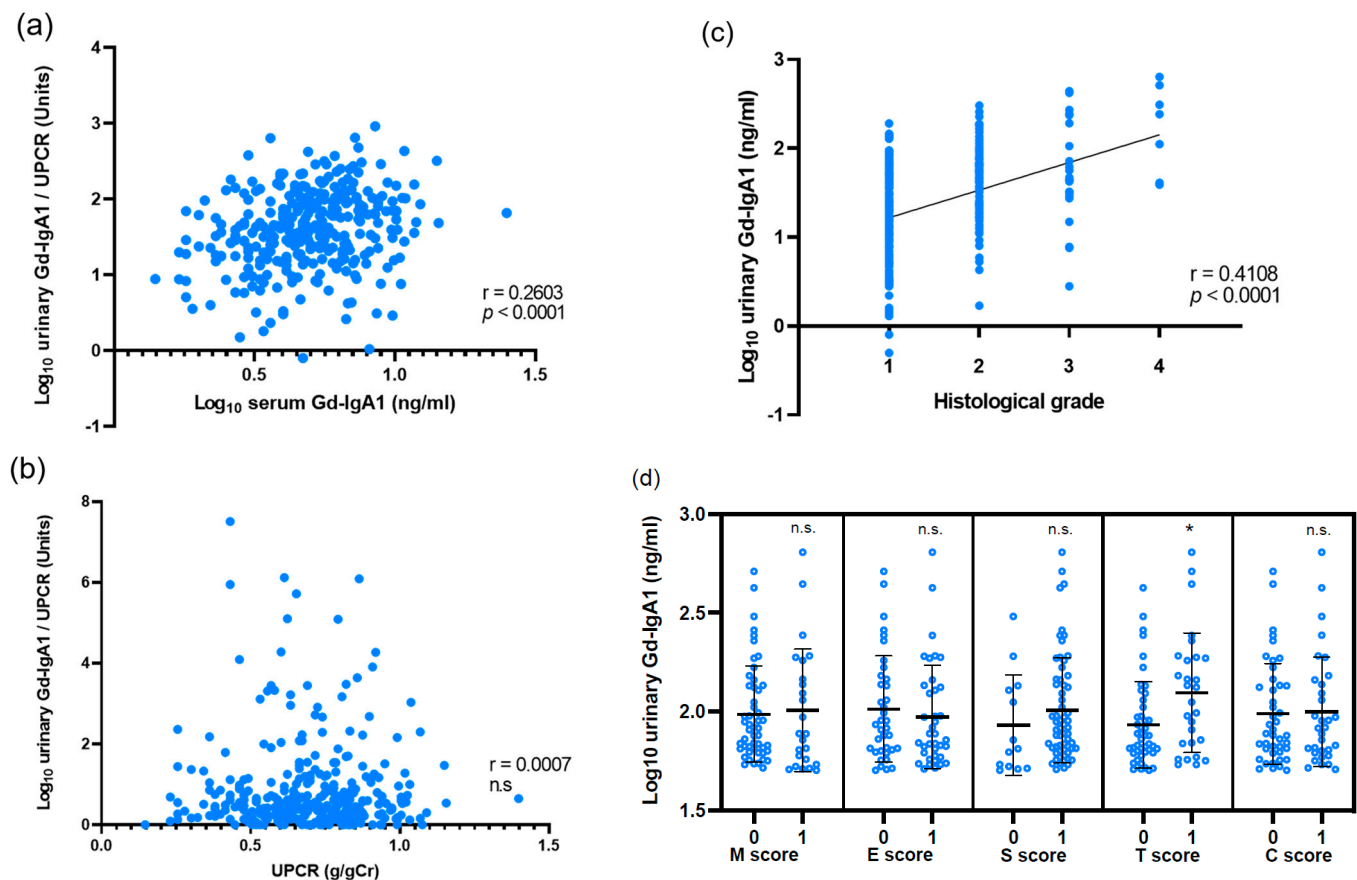 (a)
Log10 urinary Gd-IgA1 / UPCR (Units)
4
3
2
1
0
-1
0.5
1.0
1.5
Log10 serum Gd-IgA1 (ng/ml)
r = 0.2603
p < 0.0001
(b)
Log10 urinary Gd-IgA1 / UPCR (Units)
8
6
4
2
0
0.0
0.5
1.0
1.5
UPCR (g/gCr)
r = 0.0007
n.s
(c)
Log10 urinary Gd-IgA1 (ng/ml)
3
2
1
0
-1
1
2
3
4
Histological grade
r = 0.4108
p < 0.0001
(d)
Log10 urinary Gd-IgA1 (ng/ml)
3.0
2.5
2.0
1.5
n.s.
n.s.
n.s.
*
n.s.
0 1
0 1
0 1
0 1
0 1
M score
E score
S score
T score
C score